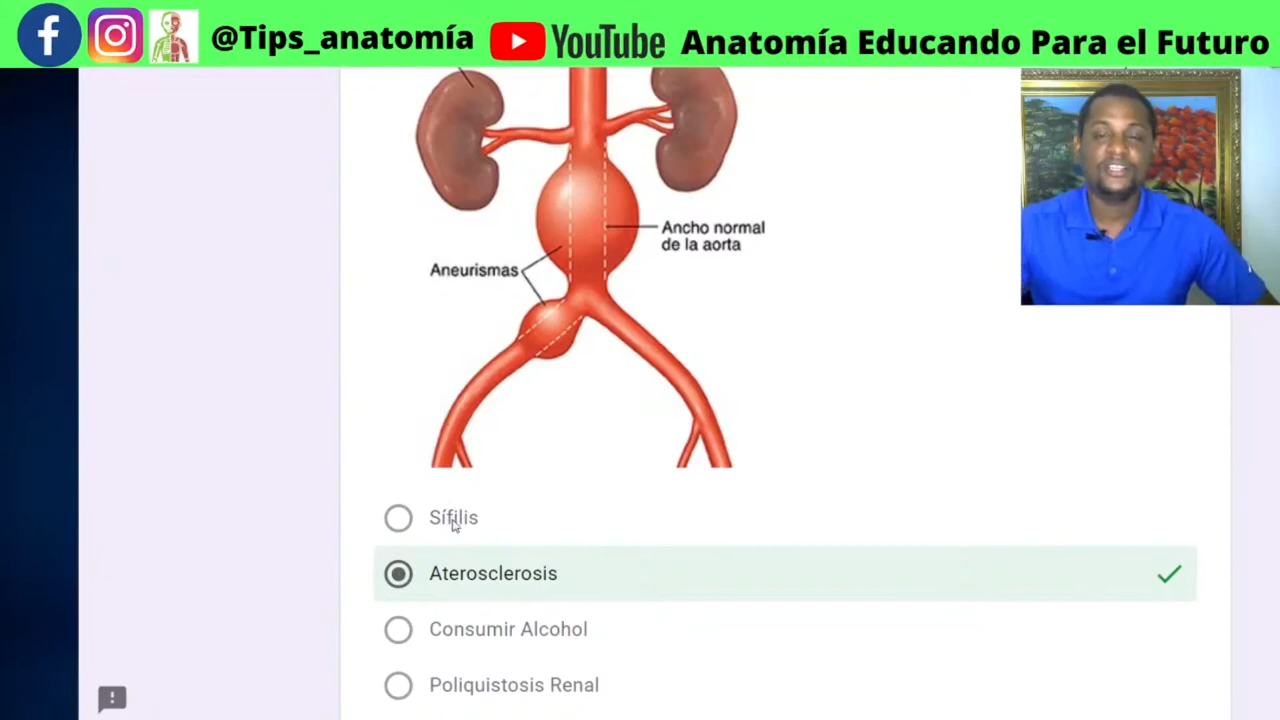 @Tips_anatomía YouTube Anatomía Educando Para el Futuro
Ancho normal
de la aorta
Aneurismas
Sífilis
Aterosclerosis
Consumir Alcohol
Poliquistosis Renal